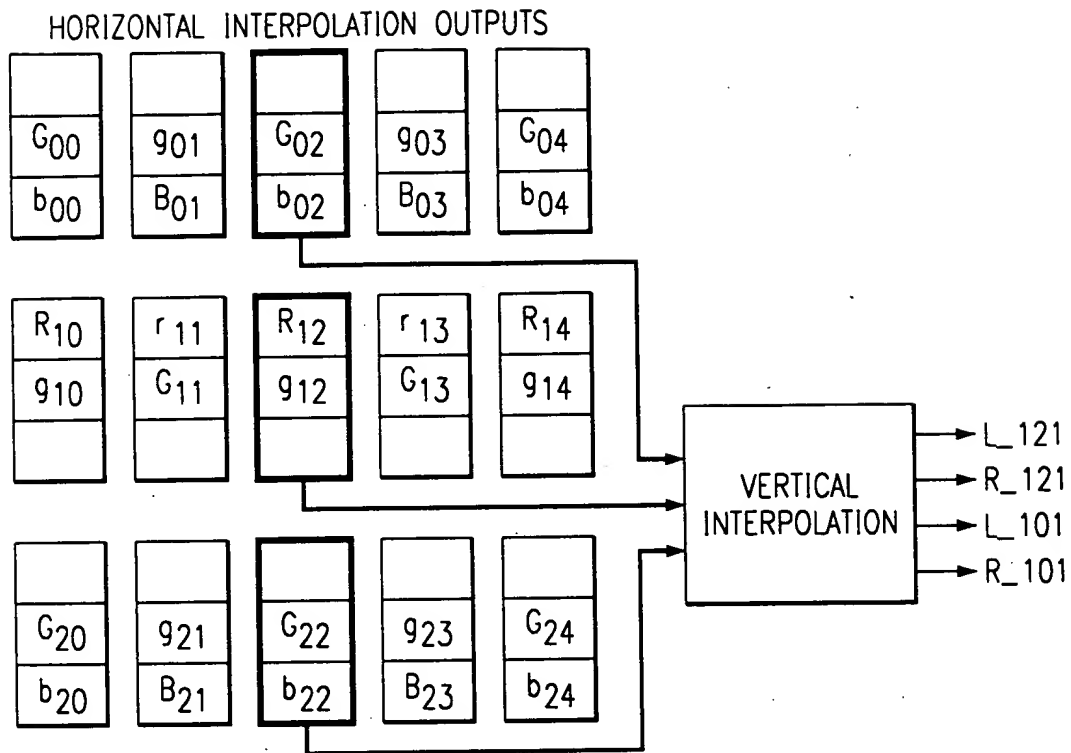 HORIZONTAL INTERPOLATION OUTPUTS
G00 g01 G02 g03 G04
b00 B01 b02 B03 b04
R10 r11 R12 r13 R14
g10 G11 g12 G13 g14
G20 g21 G22 g23 G24
b20 B21 b22 B23 b24
VERTICAL
INTERPOLATION
L_121
R_121
L_101
R_101